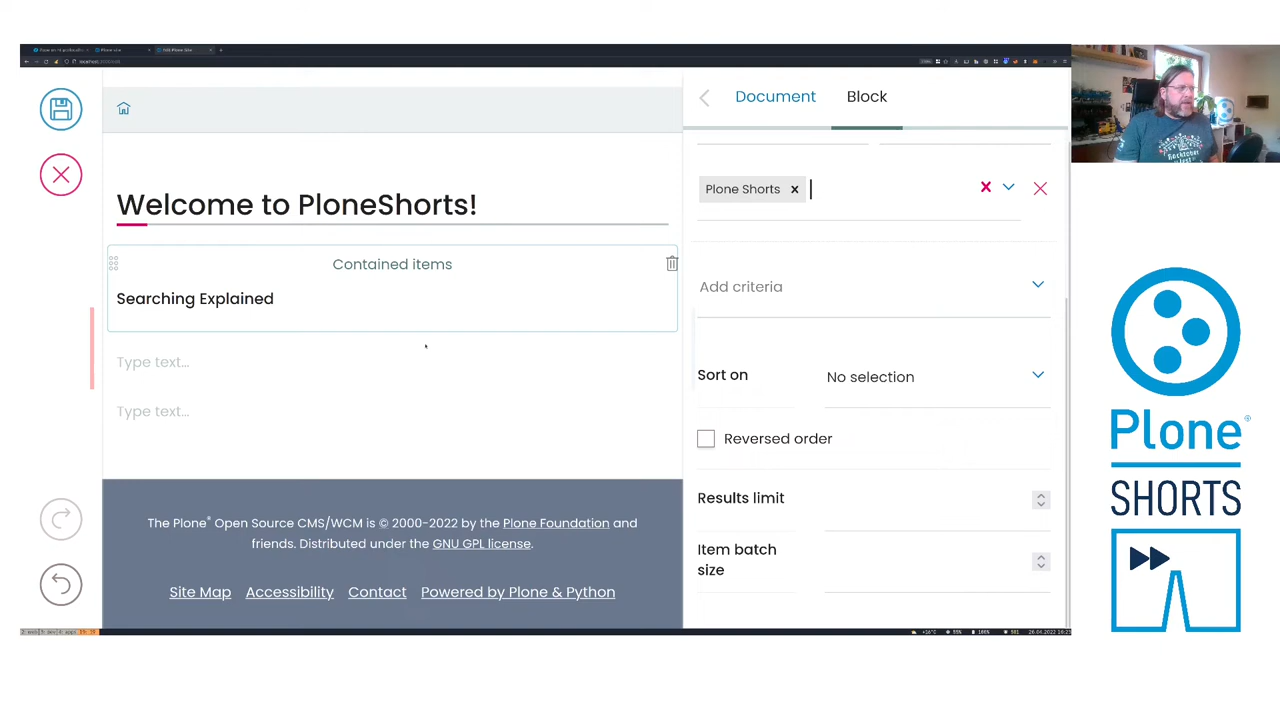 Document
Block
Plone Shorts
Welcome to PloneShorts!
Contained items
Searching Explained
Type text...
Type text...
Add criteria
Sort on
No selection
Reversed order
Results limit
Item batch
size
The Plone® Open Source CMS/WCM is © 2000-2022 by the Plone Foundation and
friends. Distributed under the GNU GPL license.
Site Map Accessibility Contact Powered by Plone & Python
Plone®
SHORTS